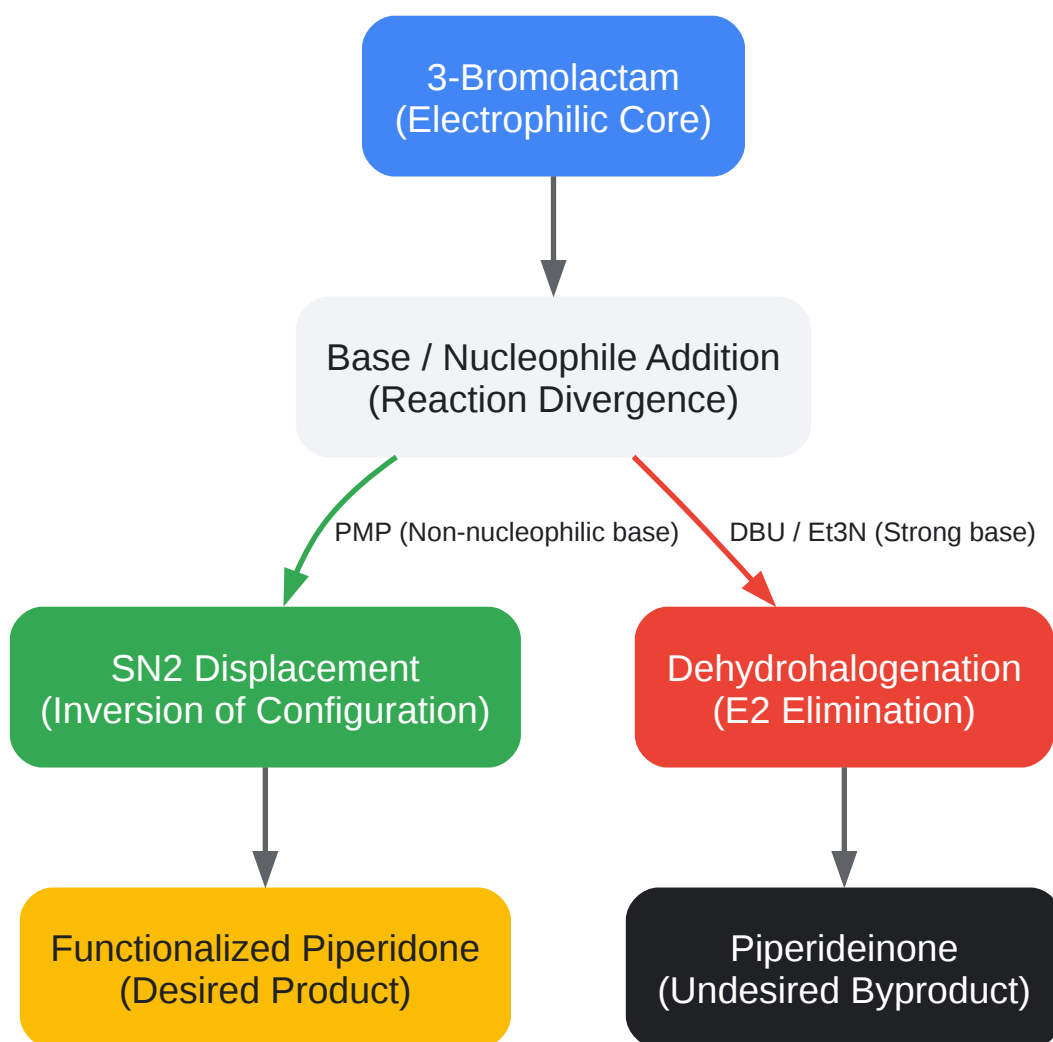 3-Bromolactam
(Electrophilic Core)
Base / Nucleophile Addition
(Reaction Divergence)
PMP (Non-nucleophilic base)
DBU / Et3N (Strong base)
SN2 Displacement
(Inversion of Configuration)
Dehydrohalogenation
(E2 Elimination)
Functionalized Piperidone
(Desired Product)
Piperideinone
(Undesired Byproduct)